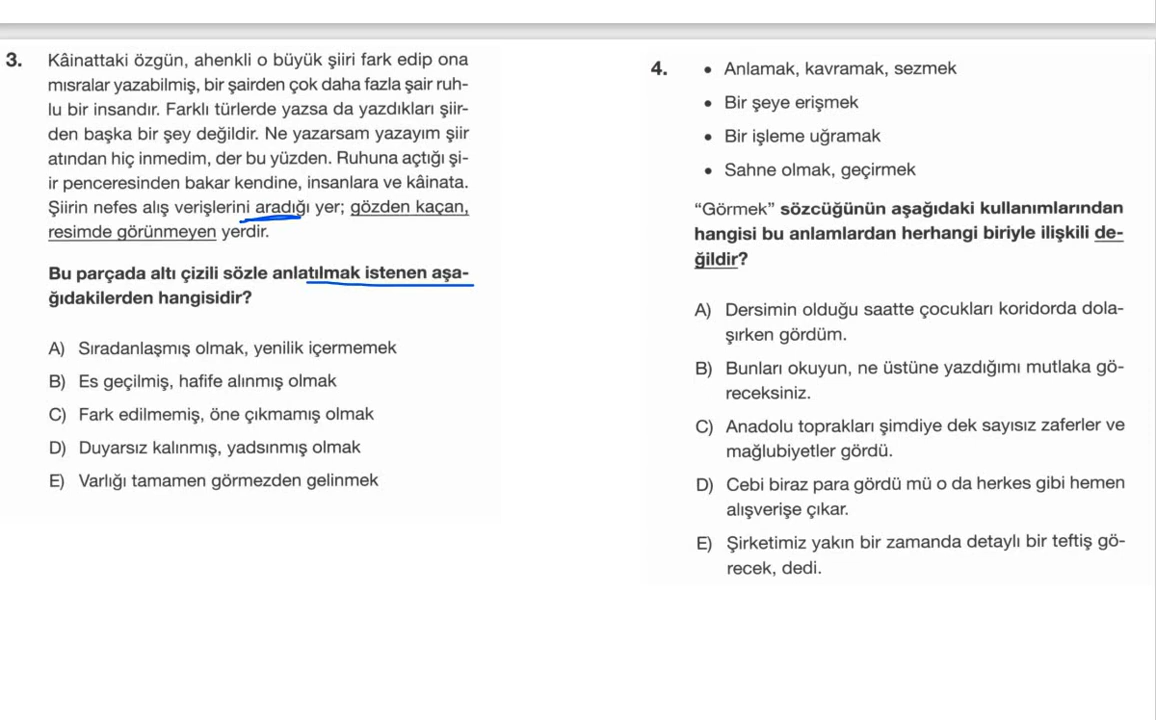 3. Kâinattaki özgün, ahenkli o büyük şiiri fark edip ona
mısralar yazabilmiş, bir şairden çok daha fazla şair ruh-
lu bir insandır. Farklı türlerde yazsa da yazdıkları şiir-
den başka bir şey değildir. Ne yazarsam yazayım şiir
atından hiç inmedim, der bu yüzden. Ruhuna açtığı şi-
ir penceresinden bakar kendine, insanlara ve kâinata.
Şiirin nefes alış verişlerini aradığı yer; gözden kaçan,
resimde görünmeyen yerdir.
Bu parçada altı çizili sözle anlatılmak istenen aşa-
ğıdakilerden hangisidir?
A) Sıradanlaşmış olmak, yenilik içermemek
B) Es geçilmiş, hafife alınmış olmak
C) Fark edilmemiş, öne çıkmamış olmak
D) Duyarsız kalınmış, yadsınmış olmak
E) Varlığı tamamen görmezden gelinmek
4. • Anlamak, kavramak, sezmek
• Bir şeye erişmek
• Bir işleme uğramak
• Sahne olmak, geçirmek
“Görmek” sözcüğünün aşağıdaki kullanımlarından
hangisi bu anlamlardan herhangi biriyle ilişkili de-
ğildir?
A) Dersimin olduğu saatte çocukları koridorda dola-
şırken gördüm.
B) Bunları okuyun, ne üstüne yazdığımı mutlaka gö-
receksiniz.
C) Anadolu toprakları şimdiye dek sayısız zaferler ve
mağlubiyetler gördü.
D) Cebi biraz para gördü mü o da herkes gibi hemen
alışverişe çıkar.
E) Şirketimiz yakın bir zamanda detaylı bir teftiş gö-
recek, dedi.